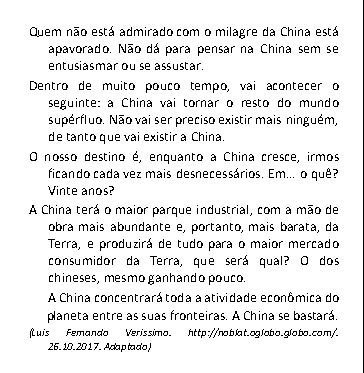 Quem não está admirado com o milagre da China está
apavorado. Não dá para pensar na China sem se
entusiasmar ou se assustar.
Dentro de muito pouco tempo, vai acontecer o
seguinte: a China vai tornar o resto do mundo
supérfluo. Não vai ser preciso existir mais ninguém,
de tanto que vai existir a China.
O nosso destino é, enquanto a China cresce, irmos
ficando cada vez mais desnecessários. Em... o quê?
Vinte anos?
A China terá o maior parque industrial, com a mão de
obra mais abundante e, portanto, mais barata, da
Terra, e produzirá de tudo para o maior mercado
consumidor da Terra, que será qual? O dos
chineses, mesmo ganhando pouco.
A China concentrará toda a atividade econômica do
planeta entre as suas fronteiras. A China se bastará.
(Luis Fernando Verissimo. http://noblat.oglobo.globo.com/.
26.10.2017. Adaptado)